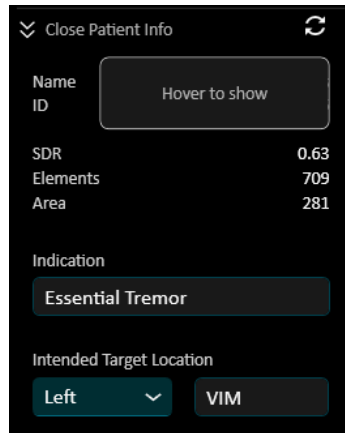 Close Patient Info
Name
ID
Hover to show
SDR 0.63
Elements 709
Area 281
Indication
Essential Tremor
Intended Target Location
Left VIM